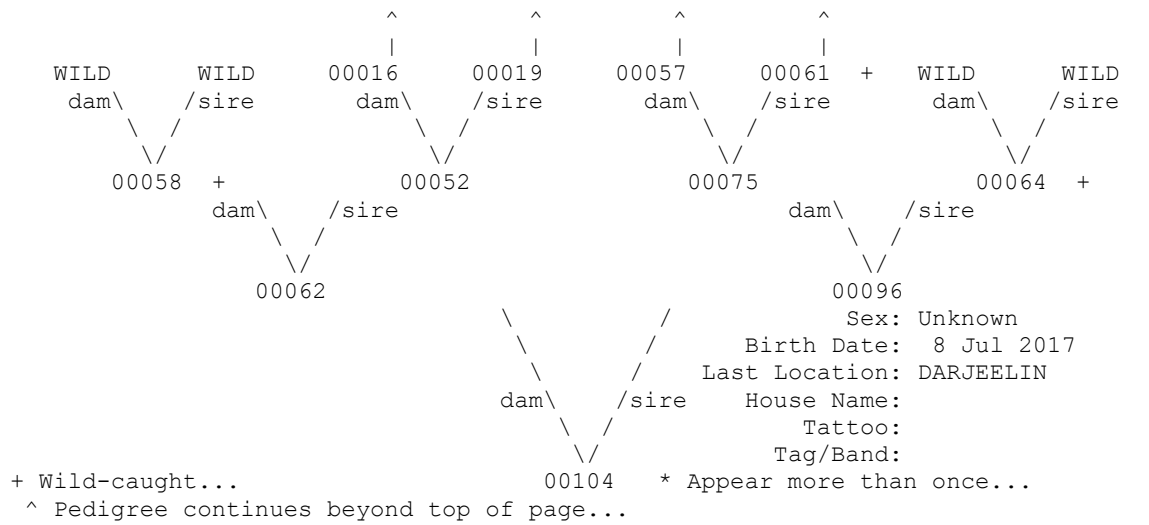 ^ ^ ^ ^
| | | |
WILD WILD 00016 00019 00057 00061 + WILD WILD
dam\ /sire dam\ /sire dam\ /sire dam\ /sire
\ / \ / \ / \ /
\/ \/ \/ \/
00058 + 00052 00075 00064 +
dam\ /sire dam\ /sire
\ / \ /
\/ \/
00062 00096
\ / Sex: Unknown
\ / Birth Date: 8 Jul 2017
\ / Last Location: DARJEELIN
dam\ /sire House Name:
\ / Tattoo:
\/ Tag/Band:
+ Wild-caught... 00104 * Appear more than once...
^ Pedigree continues beyond top of page...